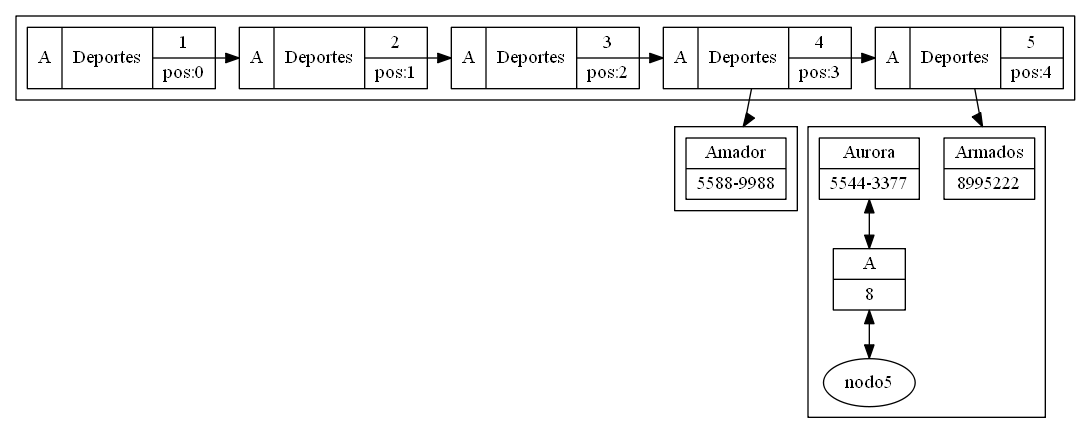 A Deportes 1 pos:0
A Deportes 2 pos:1
A Deportes 3 pos:2
A Deportes 4 pos:3
A Deportes 5 pos:4
Amador
5588-9988
Aurora
5544-3377
Armados
8995222
A
8
nodo5